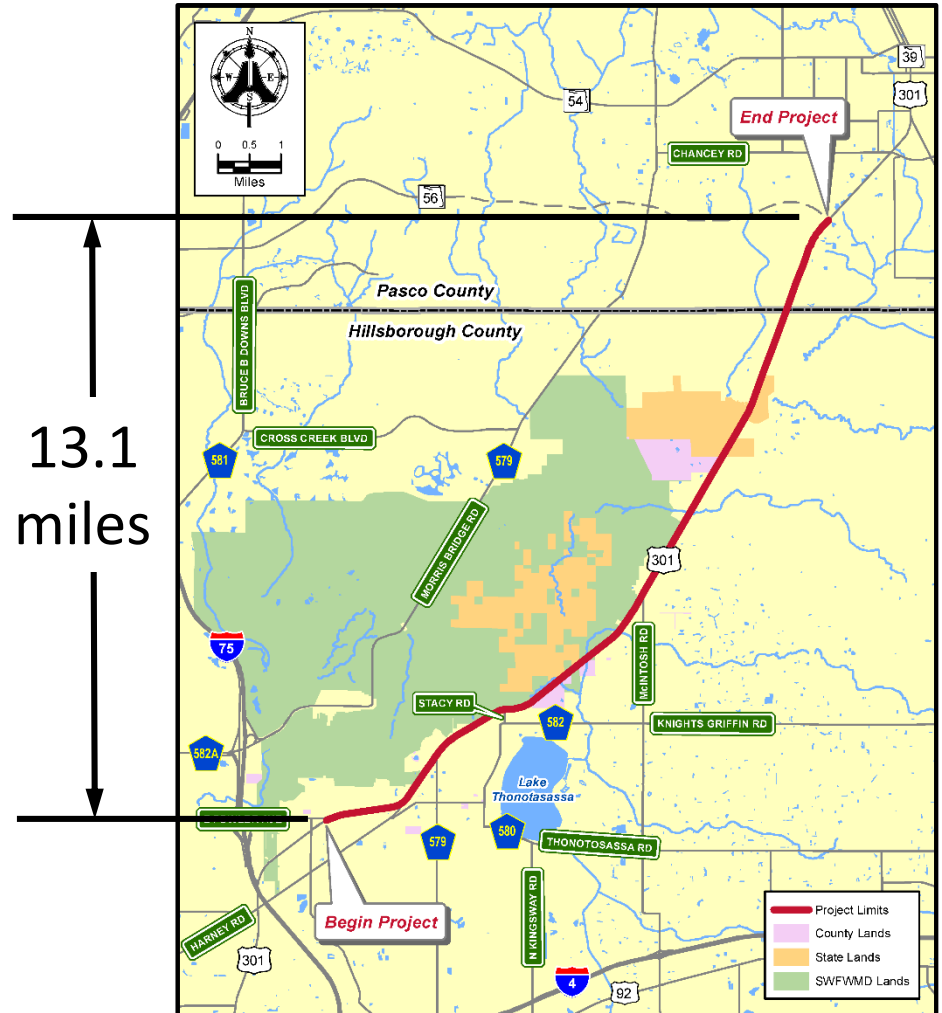 N
W
E
S
0 0.5 1
Miles
39
301
54
End Project
CHANCEY RD
56
Pasco County
Hillsborough County
BRUCE B DOWNS BLVD
CROSS CREEK BLVD
581
579
13.1
miles
MORRIS BRIDGE RD
301
75
McINTOSH RD
STACY RD
582
KNIGHTS GRIFFIN RD
582A
Lake
Thonotasassa
579
580
THONOTOSASSA RD
Begin Project
N KINGSWAY RD
HARNEY RD
301
4
92
Project Limits
County Lands
State Lands
SWFWMD Lands